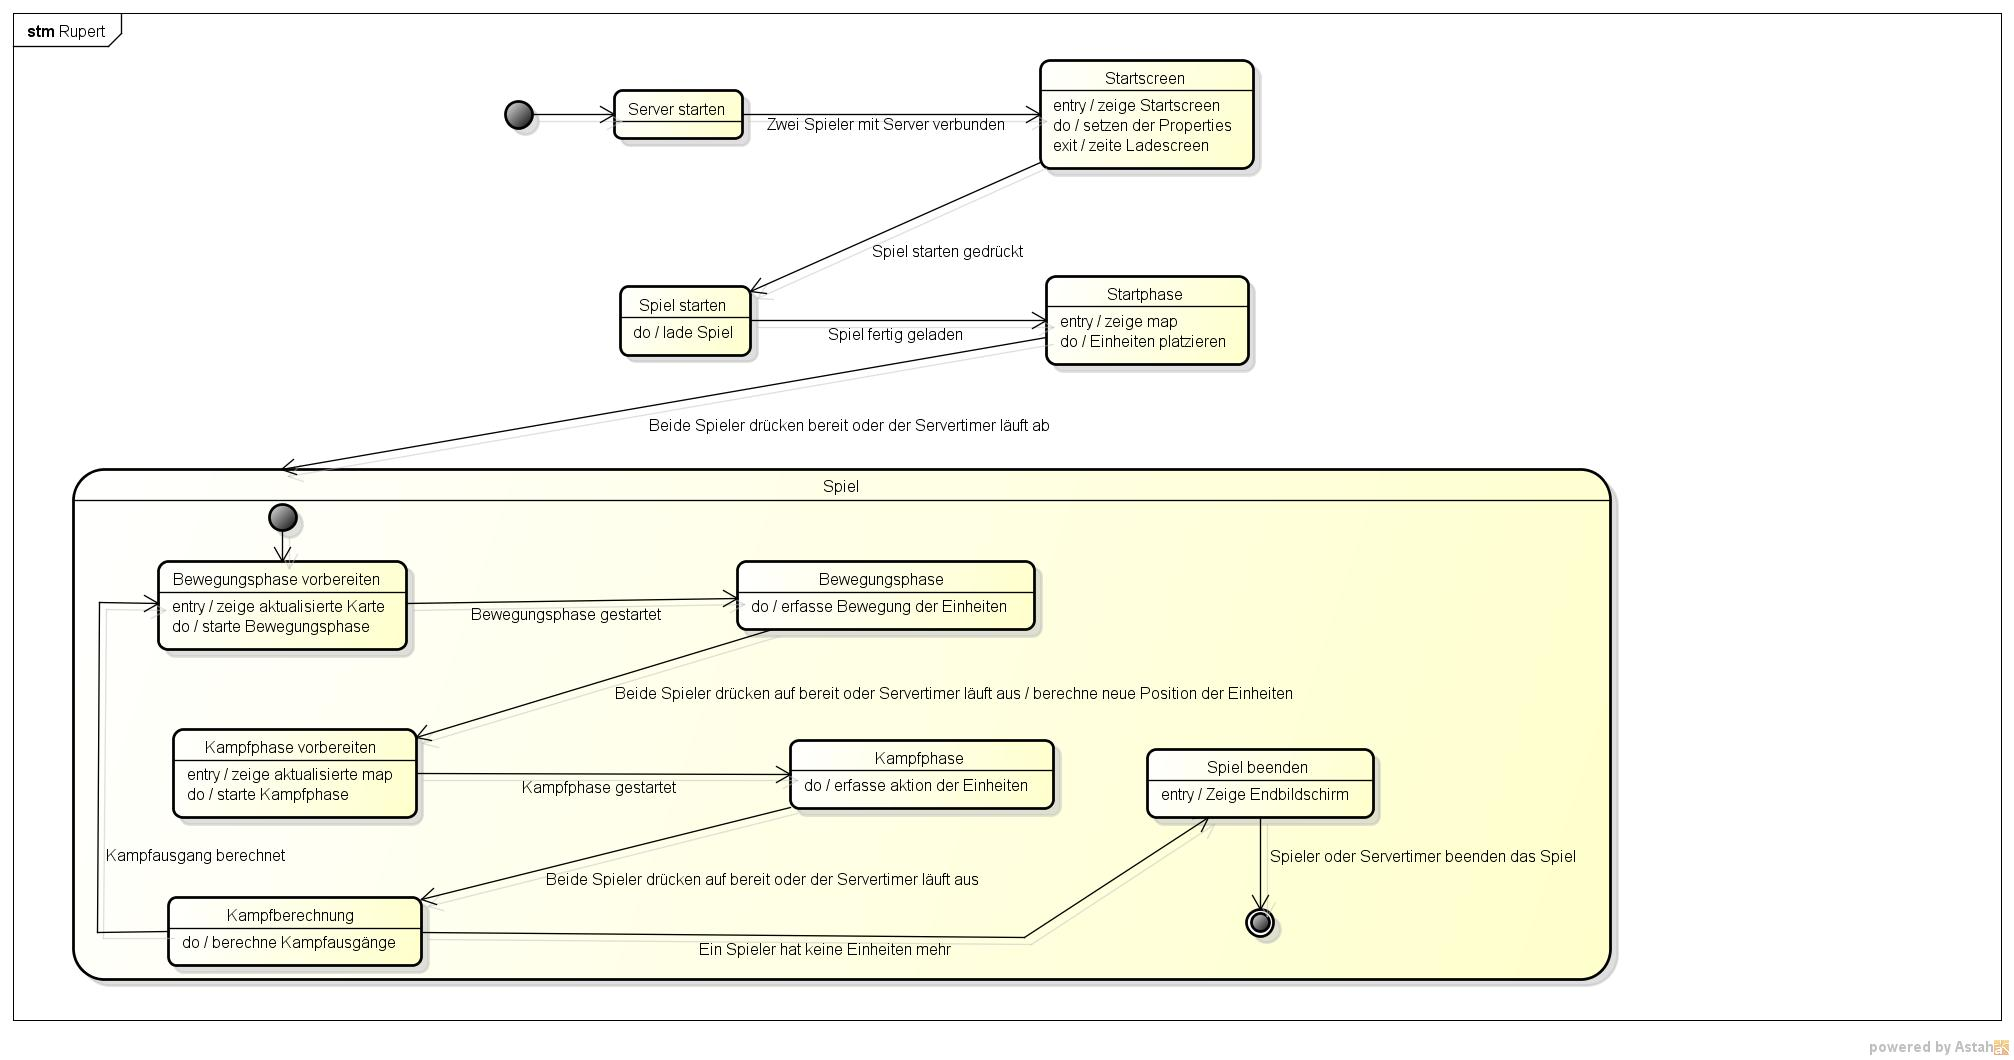 stm Rupert
Server starten
Zwei Spieler mit Server verbunden
Startscreen
entry / zeige Startscreen
do / setzen der Properties
exit / zeite Ladescreen
Spiel starten gedrückt
Spiel starten
do / lade Spiel
Spiel fertig geladen
Startphase
entry / zeige map
do / Einheiten platzieren
Beide Spieler drücken bereit oder der Servertimer läuft ab
Spiel
Bewegungsphase vorbereiten
entry / zeige aktualisierte Karte
do / starte Bewegungsphase
Bewegungsphase gestartet
Bewegungsphase
do / erfasse Bewegung der Einheiten
Beide Spieler drücken auf bereit oder Servertimer läuft aus / berechne neue Position der Einheiten
Kampfphase vorbereiten
entry / zeige aktualisierte map
do / starte Kampfphase
Kampfphase gestartet
Kampfphase
do / erfasse aktion der Einheiten
Spiel beenden
entry / Zeige Endbildschirm
Kampfausgang berechnet
Beide Spieler drücken auf bereit oder der Servertimer läuft aus
Spieler oder Servertimer beenden das Spiel
Kampfberechnung
do / berechne Kampfausgänge
Ein Spieler hat keine Einheiten mehr
powered by Astah